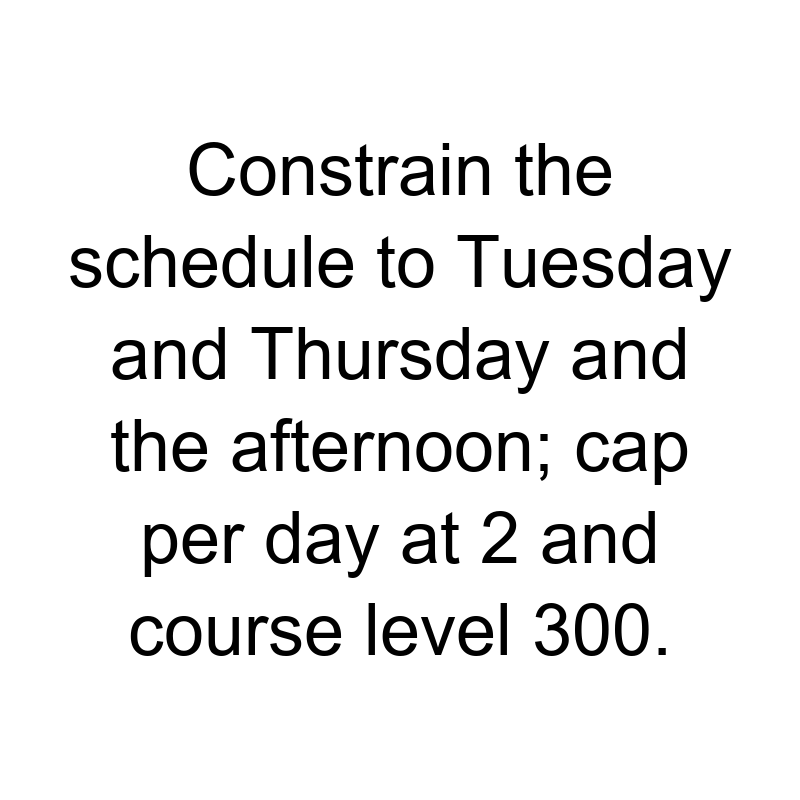 Constrain the
schedule to Tuesday
and Thursday and
the afternoon; cap
per day at 2 and
course level 300.